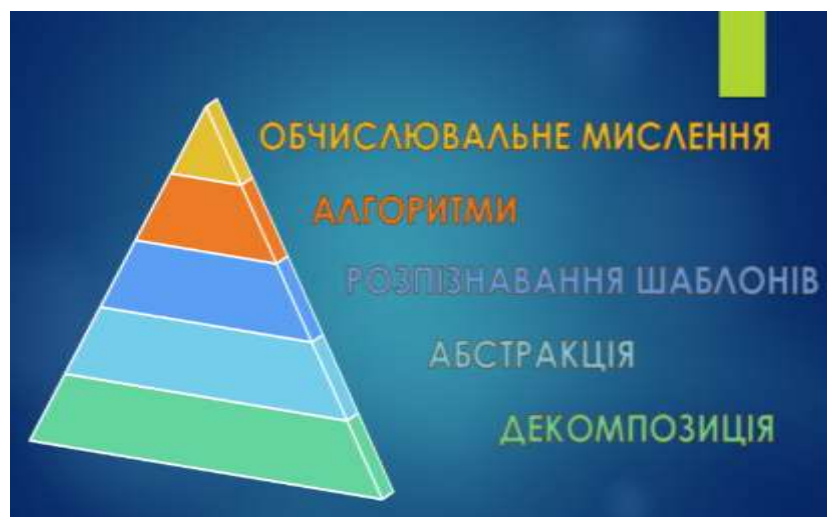 ОБЧИСЛЮВАЛЬНЕ МИСЛЕННЯ
АЛГОРИТМИ
РОЗПІЗНАВАННЯ ШАБЛОНІВ
АБСТРАКЦІЯ
ДЕКОМПОЗИЦІЯ